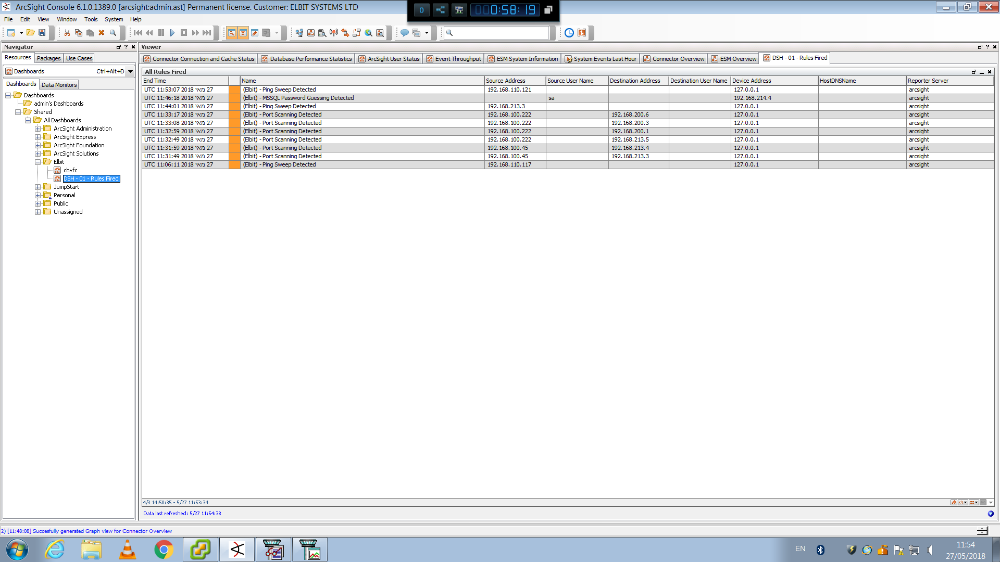 ArcSight Console 6.1.0.1389.0 [arcsight:admin.ast] Permanent license. Customer: ELBIT SYSTEMS LTD
0 0:58:19
File Edit View Window Tools System Help
Navigator
Resources Packages Use Cases
Dashboards Ctrl+Alt+D
Dashboards Data Monitors
Dashboards
admin's Dashboards
Shared
All Dashboards
ArcSight Administration
ArcSight Express
ArcSight Foundation
ArcSight Solutions
Elbit
cbvfc
DSH - 01 - Rules Fired
JumpStart
Personal
Public
Unassigned
Viewer
Connector Connection and Cache Status Database Performance Statistics ArcSight User Status Event Throughput ESM System Information System Events Last Hour Connector Overview ESM Overview DSH - 01 - Rules Fired
All Rules Fired
End Time Name Source Address Source User Name Destination Address Destination User Name Device Address HostDNSName Reporter Server
UTC 11:53:07 2018 מאי 27 (Elbit) - Ping Sweep Detected 192.168.110.121 127.0.0.1 arcsight
UTC 11:46:18 2018 מאי 27 (Elbit) - MSSQL Password Guessing Detected sa 192.168.214.4 arcsight
UTC 11:44:01 2018 מאי 27 (Elbit) - Ping Sweep Detected 192.168.213.3 127.0.0.1 arcsight
UTC 11:33:17 2018 מאי 27 (Elbit) - Port Scanning Detected 192.168.100.222 192.168.200.6 127.0.0.1 arcsight
UTC 11:33:08 2018 מאי 27 (Elbit) - Port Scanning Detected 192.168.100.222 192.168.200.3 127.0.0.1 arcsight
UTC 11:32:59 2018 מאי 27 (Elbit) - Port Scanning Detected 192.168.100.222 192.168.200.1 127.0.0.1 arcsight
UTC 11:32:49 2018 מאי 27 (Elbit) - Port Scanning Detected 192.168.100.222 192.168.213.5 127.0.0.1 arcsight
UTC 11:31:59 2018 מאי 27 (Elbit) - Port Scanning Detected 192.168.100.45 192.168.213.4 127.0.0.1 arcsight
UTC 11:31:49 2018 מאי 27 (Elbit) - Port Scanning Detected 192.168.100.45 192.168.213.3 127.0.0.1 arcsight
UTC 11:06:11 2018 מאי 27 (Elbit) - Ping Sweep Detected 192.168.110.117 127.0.0.1 arcsight
4/3 14:50:35 - 5/27 11:53:34
Data last refreshed: 5/27 11:54:38
2) [11:48:08] Succesfully generated Graph view for Connector Overview
EN
11:54
27/05/2018